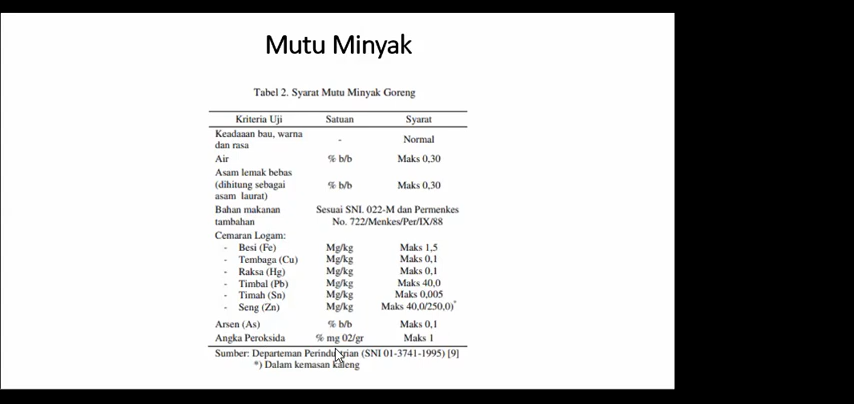 Mutu Minyak
Tabel 2. Syarat Mutu Minyak Goreng
Kriteria Uji Satuan Syarat
Keadaaan bau, warna
dan rasa - Normal
Air % b/b Maks 0,30
Asam lemak bebas
(dihitung sebagai % b/b Maks 0,30
asam laurat)
Bahan makanan Sesuai SNI. 022-M dan Permenkes
tambahan No. 722/Menkes/Per/IX/88
Cemaran Logam:
- Besi (Fe) Mg/kg Maks 1,5
- Tembaga (Cu) Mg/kg Maks 0,1
- Raksa (Hg) Mg/kg Maks 0,1
- Timbal (Pb) Mg/kg Maks 40,0
- Timah (Sn) Mg/kg Maks 0,005
- Seng (Zn) Mg/kg Maks 40,0/250,0)*
Arsen (As) % b/b Maks 0,1
Angka Peroksida % mg 02/gr Maks 1
Sumber: Departeman Perindustrian (SNI 01-3741-1995) [9]
*) Dalam kemasan kaleng